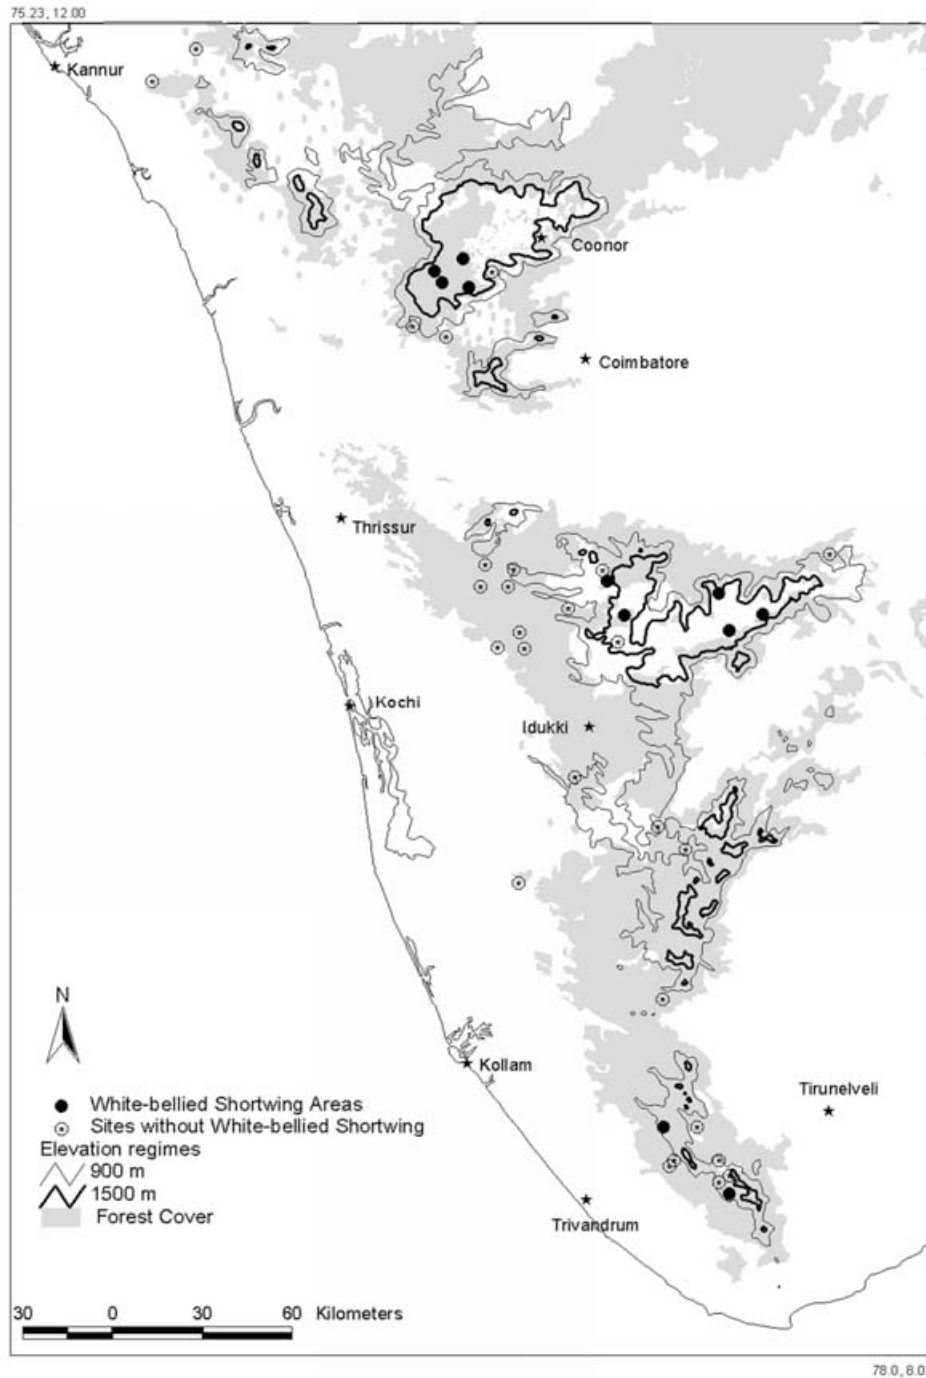 75.23, 12.00
Kannur
Coonor
Coimbatore
Thrissur
Kochi
Idukki
N
Kollam
Tirunelveli
White-bellied Shortwing Areas
Sites without White-bellied Shortwing
Elevation regimes
900 m
1500 m
Forest Cover
Trivandrum
30 0 30 60 Kilometers
78.0, 8.0